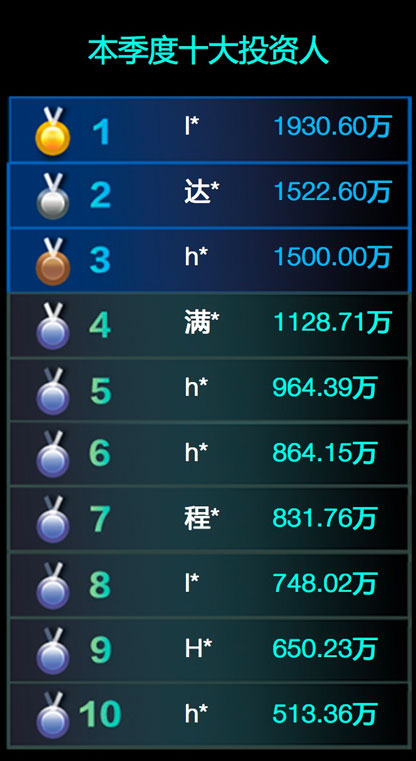 本季度十大投资人
1 l* 1930.60万
2 达* 1522.60万
3 h* 1500.00万
4 满* 1128.71万
5 h* 964.39万
6 h* 864.15万
7 程* 831.76万
8 l* 748.02万
9 H* 650.23万
10 h* 513.36万